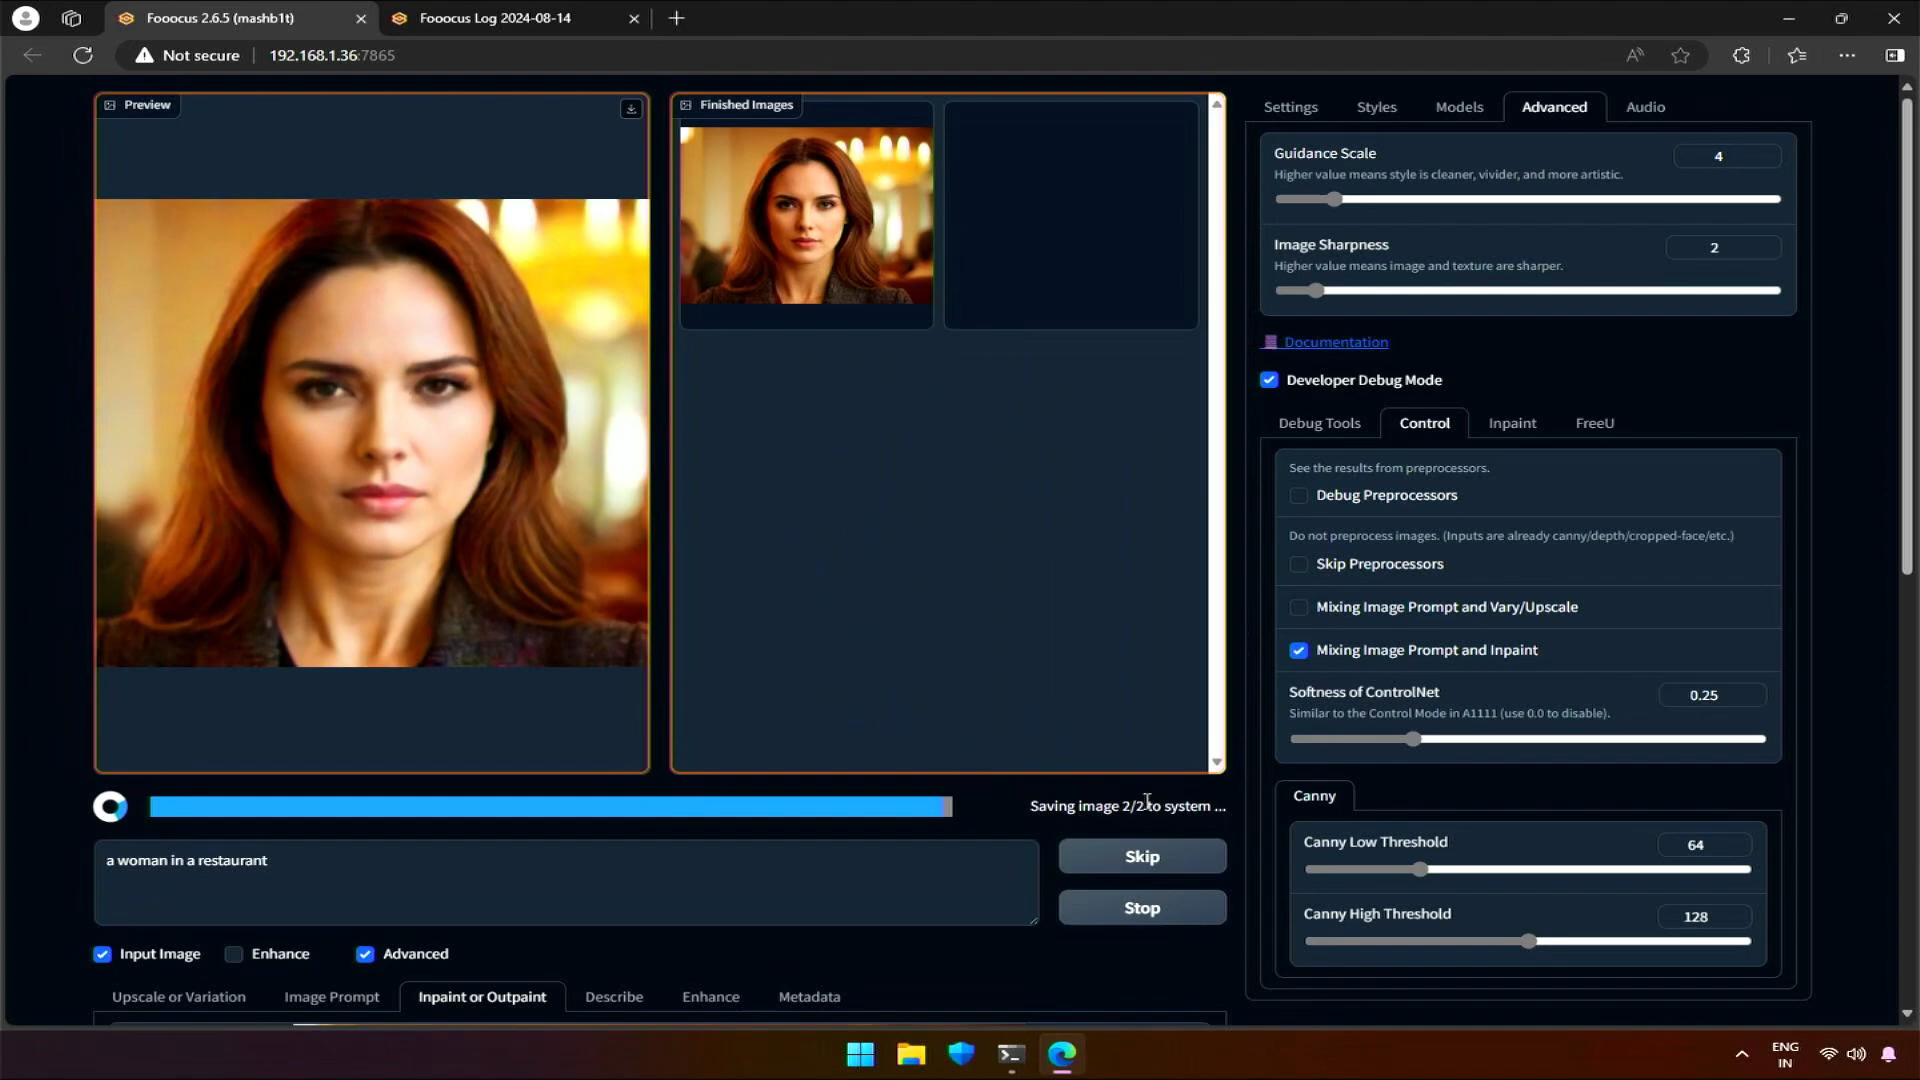 Fooocus 2.6.5 (mashb1t)
Fooocus Log 2024-08-14
Not secure
192.168.1.36:7865
Preview
Finished Images
Settings
Styles
Models
Advanced
Audio
Guidance Scale
4
Higher value means style is cleaner, vivider, and more artistic.
Image Sharpness
2
Higher value means image and texture are sharper.
Documentation
Developer Debug Mode
Debug Tools
Control
Inpaint
FreeU
See the results from preprocessors.
Debug Preprocessors
Do not preprocess images. (Inputs are already canny/depth/cropped-face/etc.)
Skip Preprocessors
Mixing Image Prompt and Vary/Upscale
Mixing Image Prompt and Inpaint
Softness of ControlNet
0.25
Similar to the Control Mode in A1111 (use 0.0 to disable).
Canny
Canny Low Threshold
64
Canny High Threshold
128
Saving image 2/2 to system ...
a woman in a restaurant
Skip
Stop
Input Image
Enhance
Advanced
Upscale or Variation
Image Prompt
Inpaint or Outpaint
Describe
Enhance
Metadata
ENG
IN